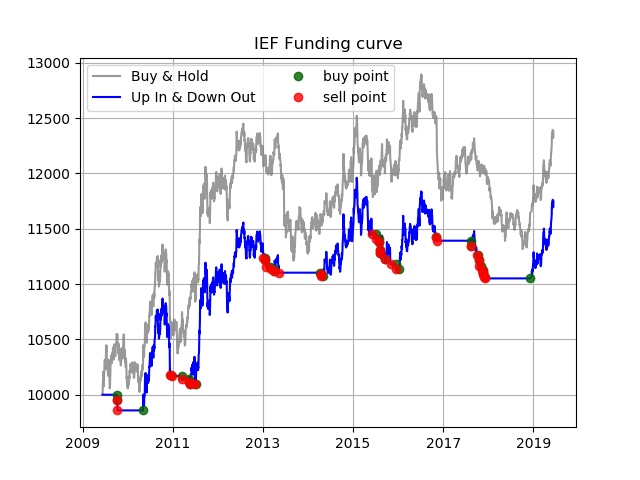 IEF Funding curve
Buy & Hold
Up In & Down Out
buy point
sell point
13000
12500
12000
11500
11000
10500
10000
2009 2011 2013 2015 2017 2019